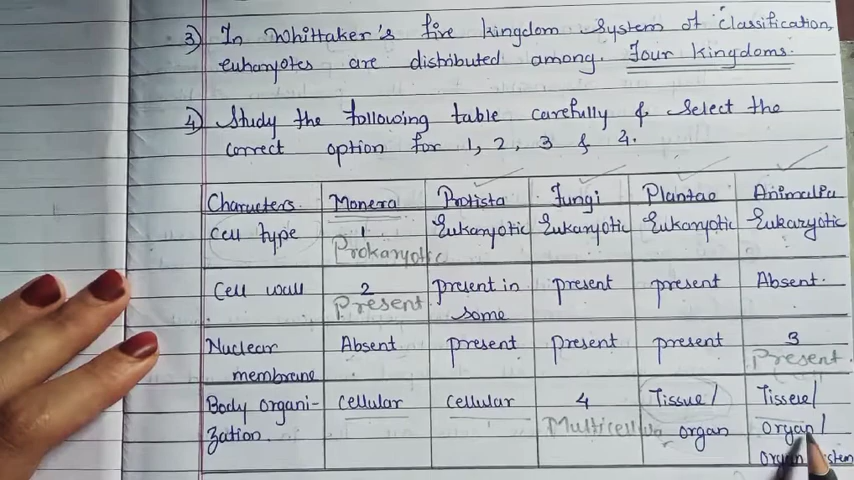 3) In Whittaker's five kingdom system of classification,
eukaryotes are distributed among. Four kingdoms.
4) Study the following table carefully & select the
correct option for 1, 2, 3 & 4.
Characters. Monera Protista Fungi Plantae Animalia
Cell type 1 Eukaryotic Eukaryotic Eukaryotic Eukaryotic
Prokaryotic
Cell wall 2 present in present present Absent.
Present some
Nuclear Absent present present present 3
membrane Present.
Body organi- cellular cellular 4 Tissue/ Tissue/
zation. Multicellular organ organ/